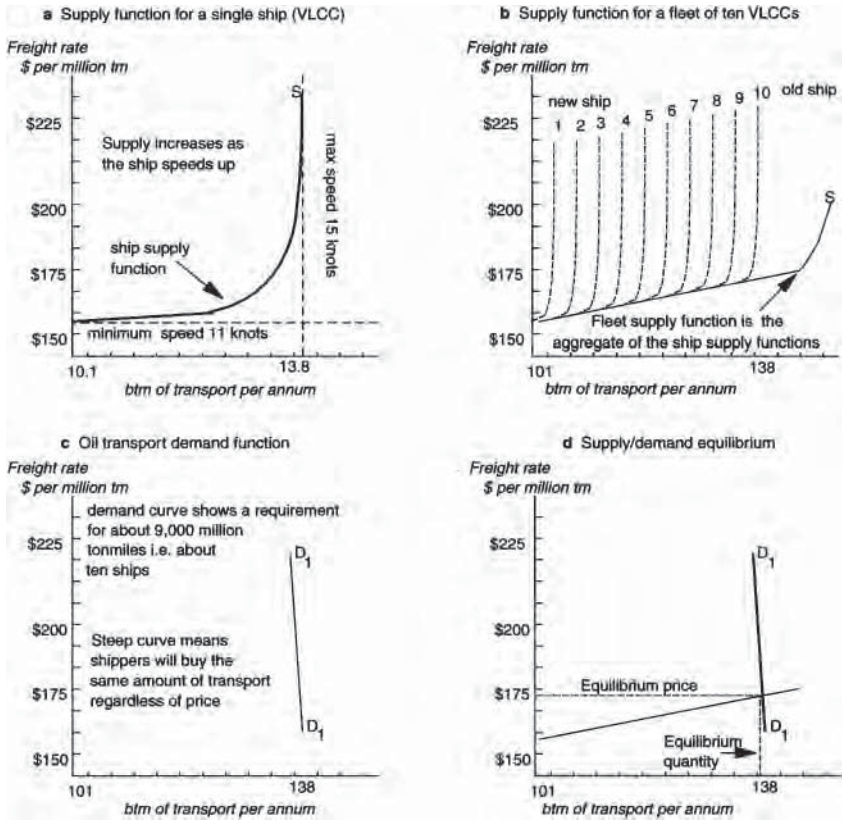 a Supply function for a single ship (VLCC)
Freight rate
$ per million tm
$225
$200
$175
$150
S
Supply increases as
the ship speeds up
ship supply
function
max speed 15 knots
minimum speed 11 knots
10.1
13.8
btm of transport per annum
b Supply function for a fleet of ten VLCCs
Freight rate
$ per million tm
$225
$200
$175
$150
new ship
1 2 3 4 5 6 7 8 9 10
old ship
S
Fleet supply function is the
aggregate of the ship supply functions
101
138
btm of transport per annum
c Oil transport demand function
Freight rate
$ per million tm
$225
$200
$175
$150
demand curve shows a requirement
for about 9,000 million
tonmiles i.e. about
ten ships
D1
Steep curve means
shippers will buy the
same amount of transport
regardless of price
D1
101
138
btm of transport per annum
d Supply/demand equilibrium
Freight rate
$ per million tm
$225
$200
$175
$150
D1
Equilibrium price
D1
Equilibrium
quantity
101
138
btm of transport per annum